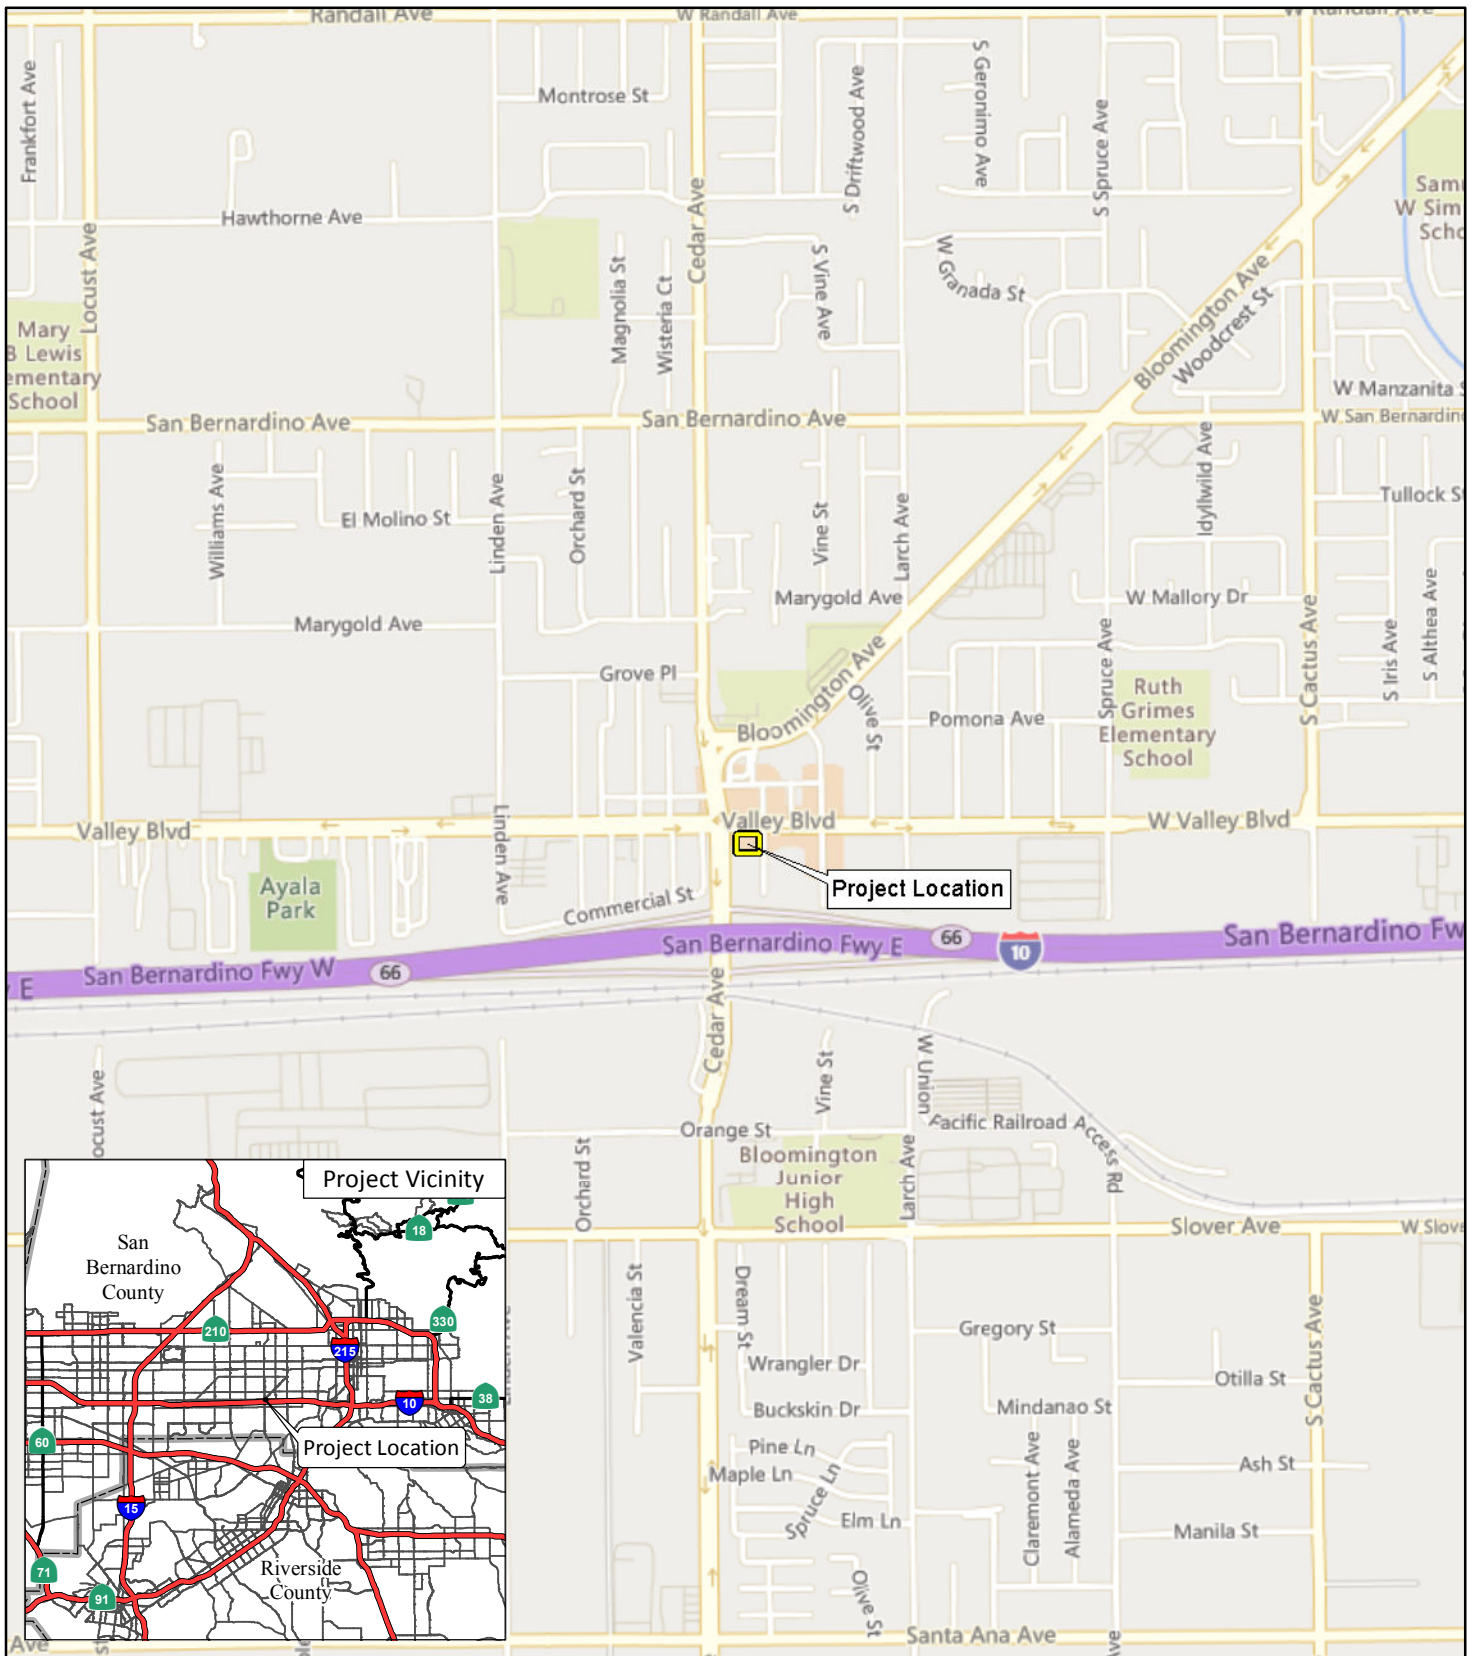 Randall Ave
W Randall Ave
W Randall Ave
Frankfort Ave
Montrose St
S Driftwood Ave
S Geronimo Ave
S Spruce Ave
Hawthorne Ave
Locust Ave
Cedar Ave
Magnolia St
Wisteria Ct
S Vine Ave
W Granada St
Bloomington Ave
Woodcrest St
Sam
W Sim
Scho
Mary
B Lewis
ementary
School
W Manzanita S
San Bernardino Ave
San Bernardino Ave
W San Bernardin
Williams Ave
El Molino St
Linden Ave
Orchard St
Vine St
Larch Ave
Idyllwild Ave
Tullock S
Marygold Ave
W Mallory Dr
S Althea Ave
Marygold Ave
Grove Pl
Bloomington Ave
Olive St
Pomona Ave
Spruce Ave
Ruth
Grimes
Elementary
School
S Cactus Ave
S Iris Ave
Valley Blvd
Linden Ave
Valley Blvd
W Valley Blvd
Ayala
Park
Commercial St
Project Location
San Bernardino Fwy E
66
10
San Bernardino Fw
San Bernardino Fwy W
66
y E
Cedar Ave
ocust Ave
Vine St
W Union
Pacific Railroad Access Rd
Orange St
Orchard St
Bloomington
Junior
High
School
Larch Ave
Slover Ave
W Slov
Project Vicinity
18
San
Bernardino
County
210
330
215
10
38
60
Project Location
15
71
91
Riverside
County
Valencia St
Dream St
Gregory St
Wrangler Dr
Otilla St
S Cactus Ave
Buckskin Dr
Mindanao St
Pine Ln
Maple Ln
Spruce Ln
Elm Ln
Claremont Ave
Alameda Ave
Ash St
Manila St
Olive St
Ave
Santa Ana Ave
Ave